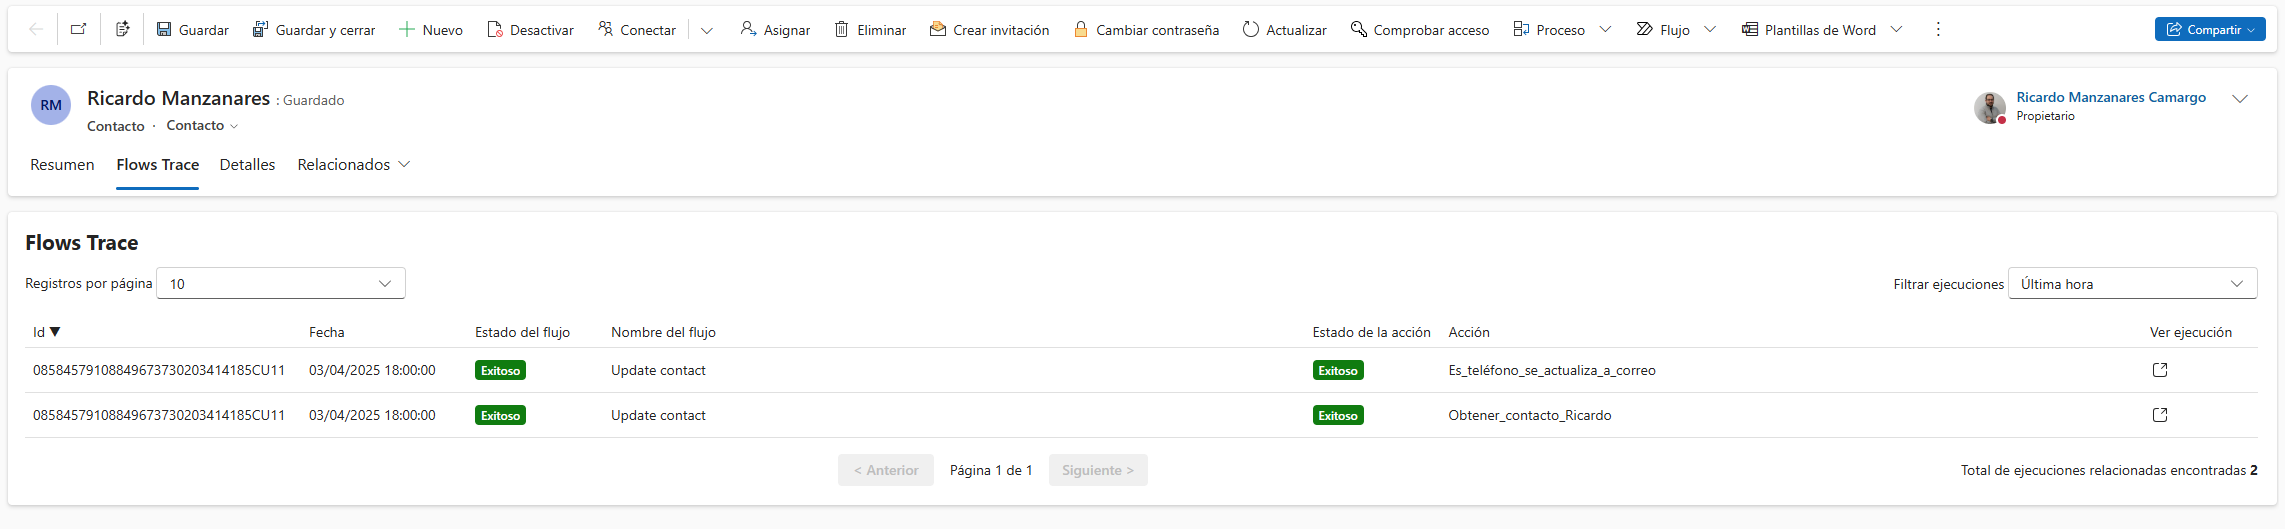 Guardar Guardar y cerrar Nuevo Desactivar Conectar Asignar Eliminar Crear invitación Cambiar contraseña Actualizar Comprobar acceso Proceso Flujo Plantillas de Word Compartir
RM Ricardo Manzanares : Guardado
Contacto · Contacto
Ricardo Manzanares Camargo
Propietario
Resumen Flows Trace Detalles Relacionados
Flows Trace
Registros por página 10 Filtrar ejecuciones Última hora
Id ▼ Fecha Estado del flujo Nombre del flujo Estado de la acción Acción Ver ejecución
08584579108849673730203414185CU11 03/04/2025 18:00:00 Exitoso Update contact Exitoso Es_teléfono_se_actualiza_a_correo
08584579108849673730203414185CU11 03/04/2025 18:00:00 Exitoso Update contact Exitoso Obtener_contacto_Ricardo
< Anterior Página 1 de 1 Siguiente > Total de ejecuciones relacionadas encontradas 2